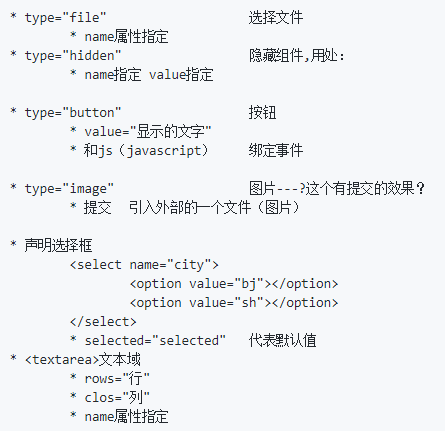 * type="file" 选择文件
* name属性指定
* type="hidden" 隐藏组件,用处：
* name指定 value指定
* type="button" 按钮
* value="显示的文字"
* 和js（javascript） 绑定事件
* type="image" 图片---?这个有提交的效果？
* 提交 引入外部的一个文件（图片）
* 声明选择框
<select name="city">
<option value="bj"></option>
<option value="sh"></option>
</select>
* selected="selected" 代表默认值
* <textarea>文本域
* rows="行"
* clos="列"
* name属性指定